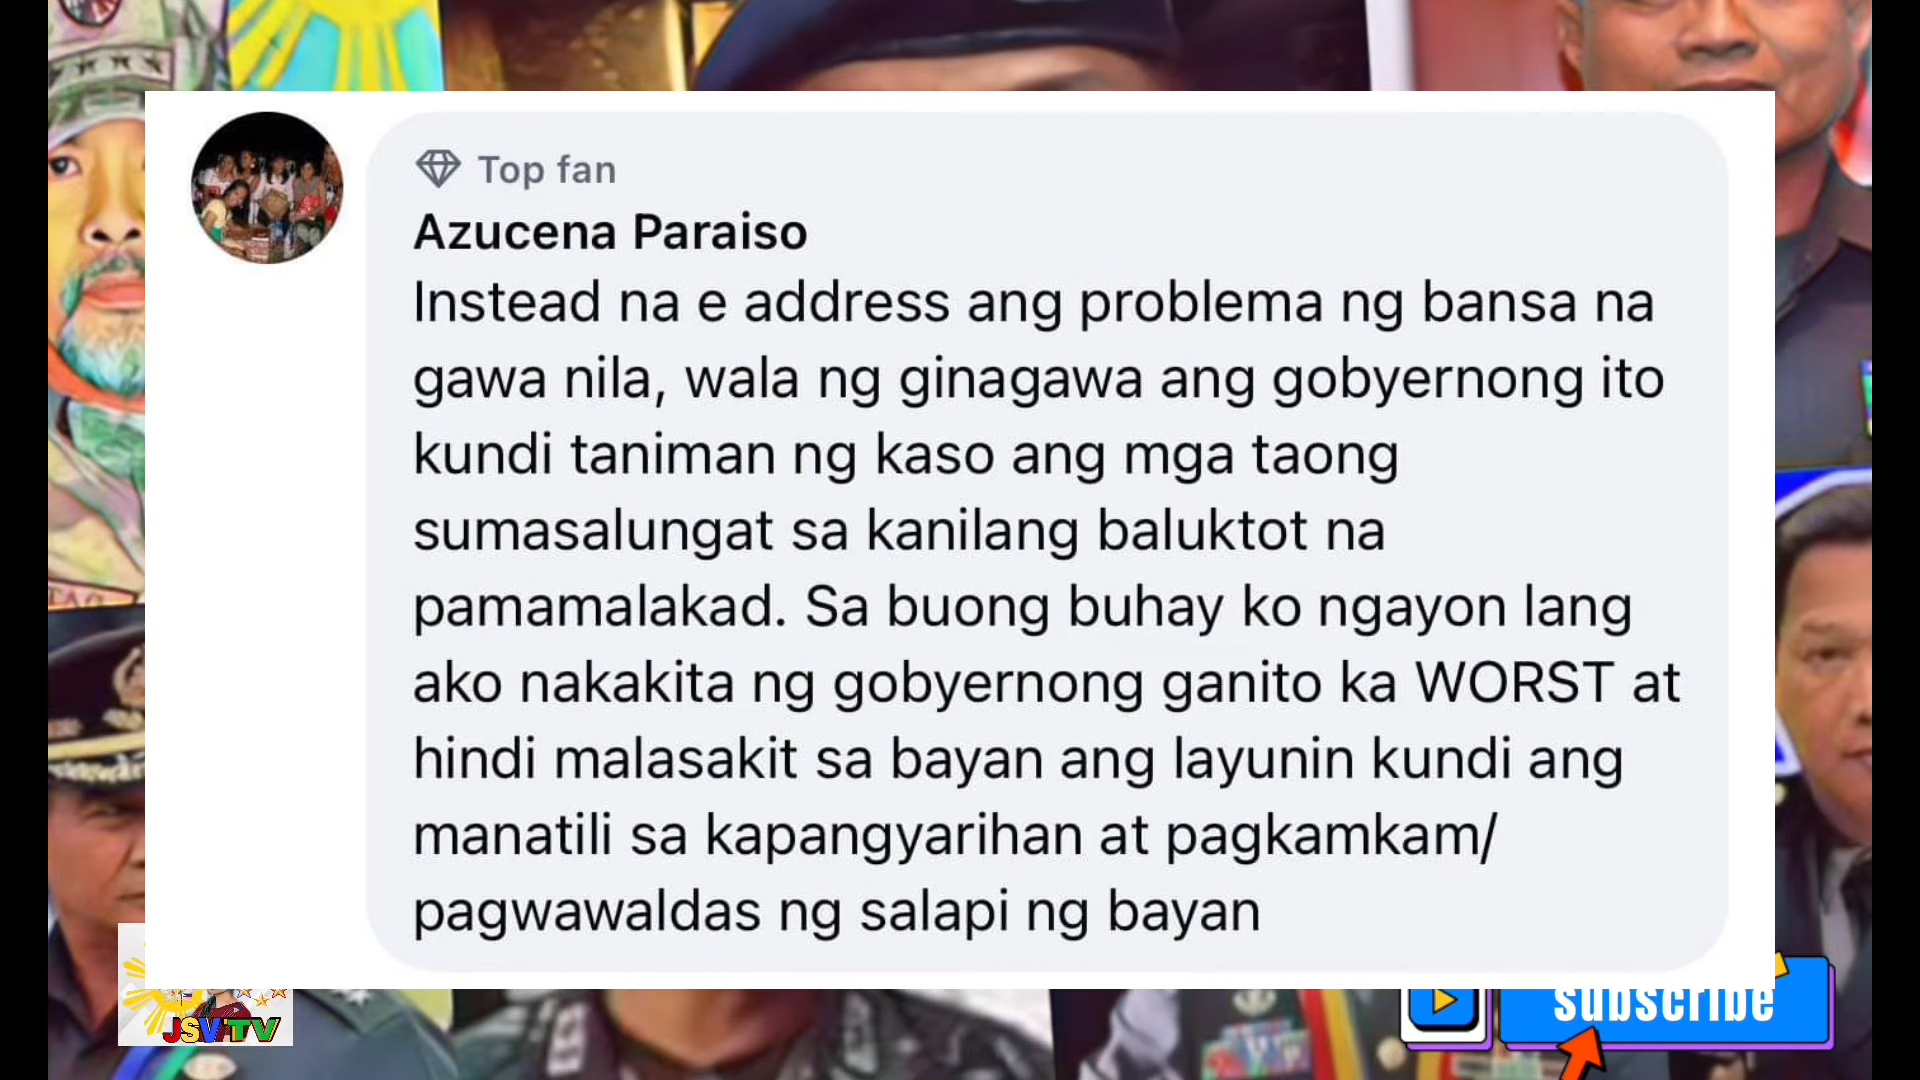 Top fan
Azucena Paraiso
Instead na e address ang problema ng bansa na
gawa nila, wala ng ginagawa ang gobyernong ito
kundi taniman ng kaso ang mga taong
sumasalungat sa kanilang baluktot na
pamamalakad. Sa buong buhay ko ngayon lang
ako nakakita ng gobyernong ganito ka WORST at
hindi malasakit sa bayan ang layunin kundi ang
manatili sa kapangyarihan at pagkamkam/
pagwawaldas ng salapi ng bayan
JSV TV
subscribe